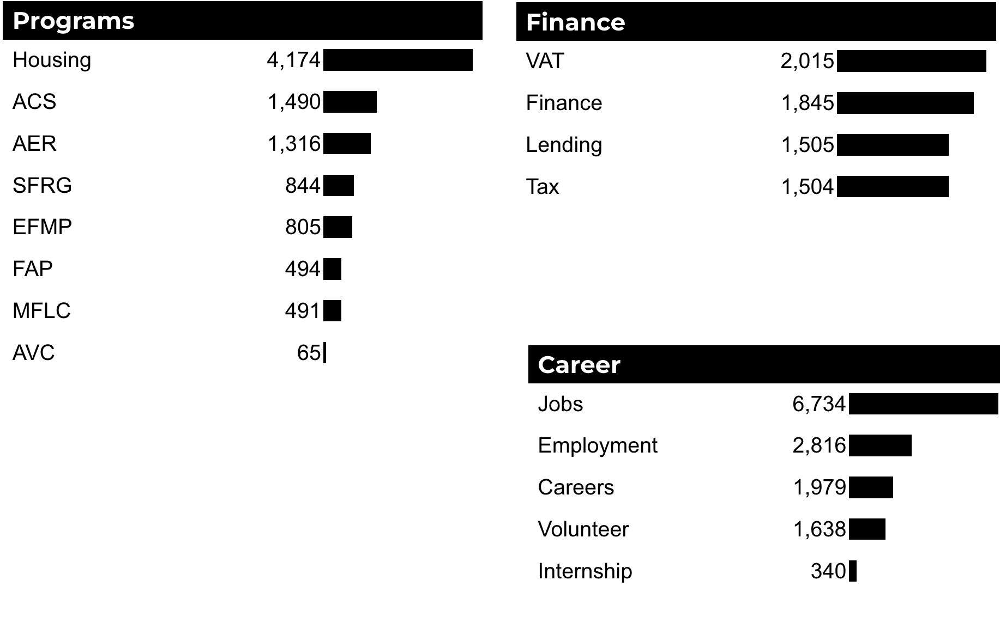 Programs
Housing 4,174
ACS 1,490
AER 1,316
SFRG 844
EFMP 805
FAP 494
MFLC 491
AVC 65
Finance
VAT 2,015
Finance 1,845
Lending 1,505
Tax 1,504
Career
Jobs 6,734
Employment 2,816
Careers 1,979
Volunteer 1,638
Internship 340